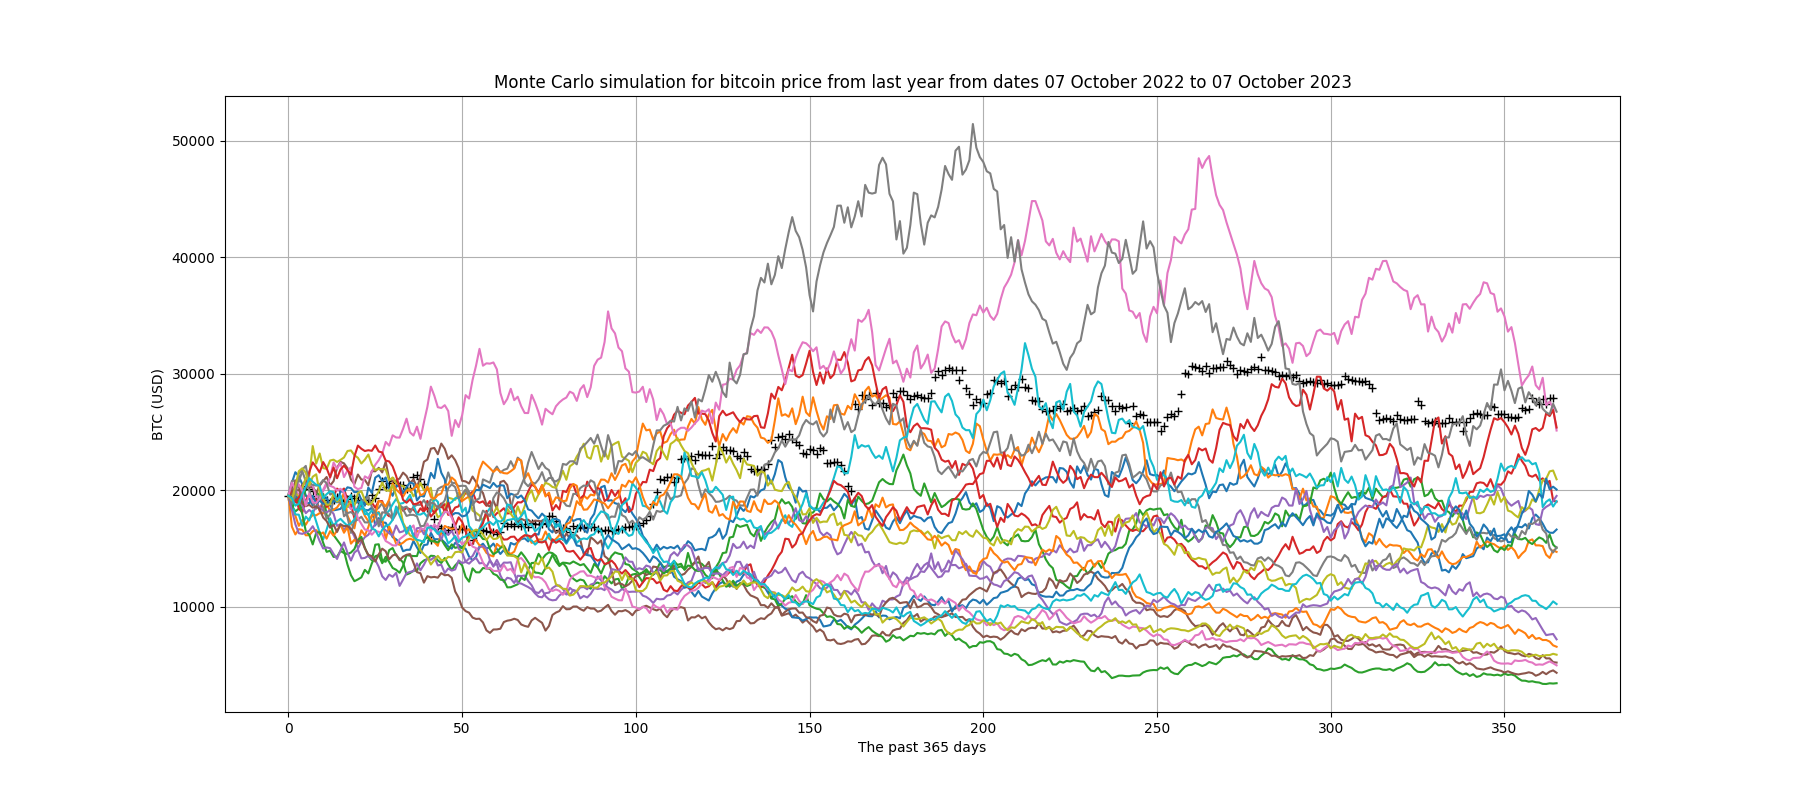 Monte Carlo simulation for bitcoin price from last year from dates 07 October 2022 to 07 October 2023
50000
40000
30000
20000
10000
BTC (USD)
0 50 100 150 200 250 300 350
The past 365 days